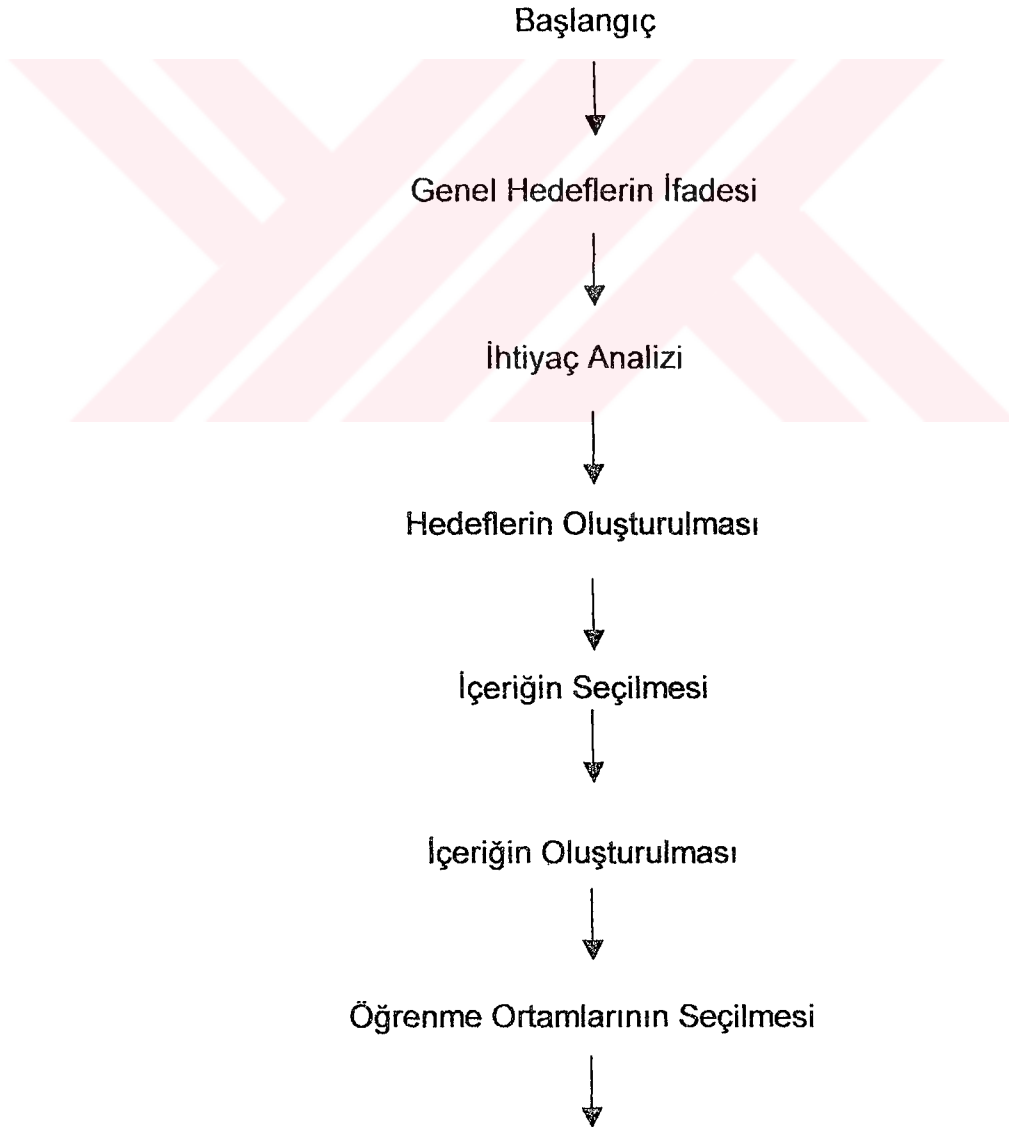 Başlangıç
Genel Hedeflerin İfadesi
İhtiyaç Analizi
Hedeflerin Oluşturulması
İçeriğin Seçilmesi
İçeriğin Oluşturulması
Öğrenme Ortamlarının Seçilmesi